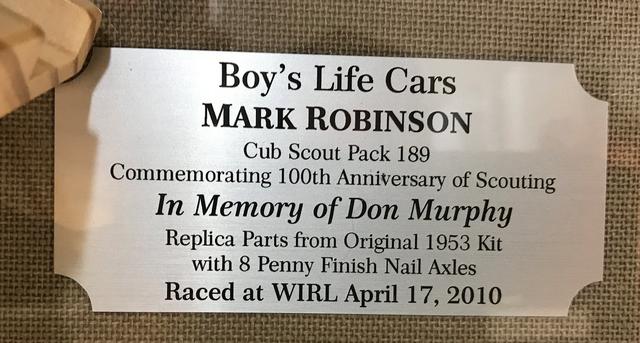 Boy's Life Cars
MARK ROBINSON
Cub Scout Pack 189
Commemorating 100th Anniversary of Scouting
In Memory of Don Murphy
Replica Parts from Original 1953 Kit
with 8 Penny Finish Nail Axles
Raced at WIRL April 17, 2010